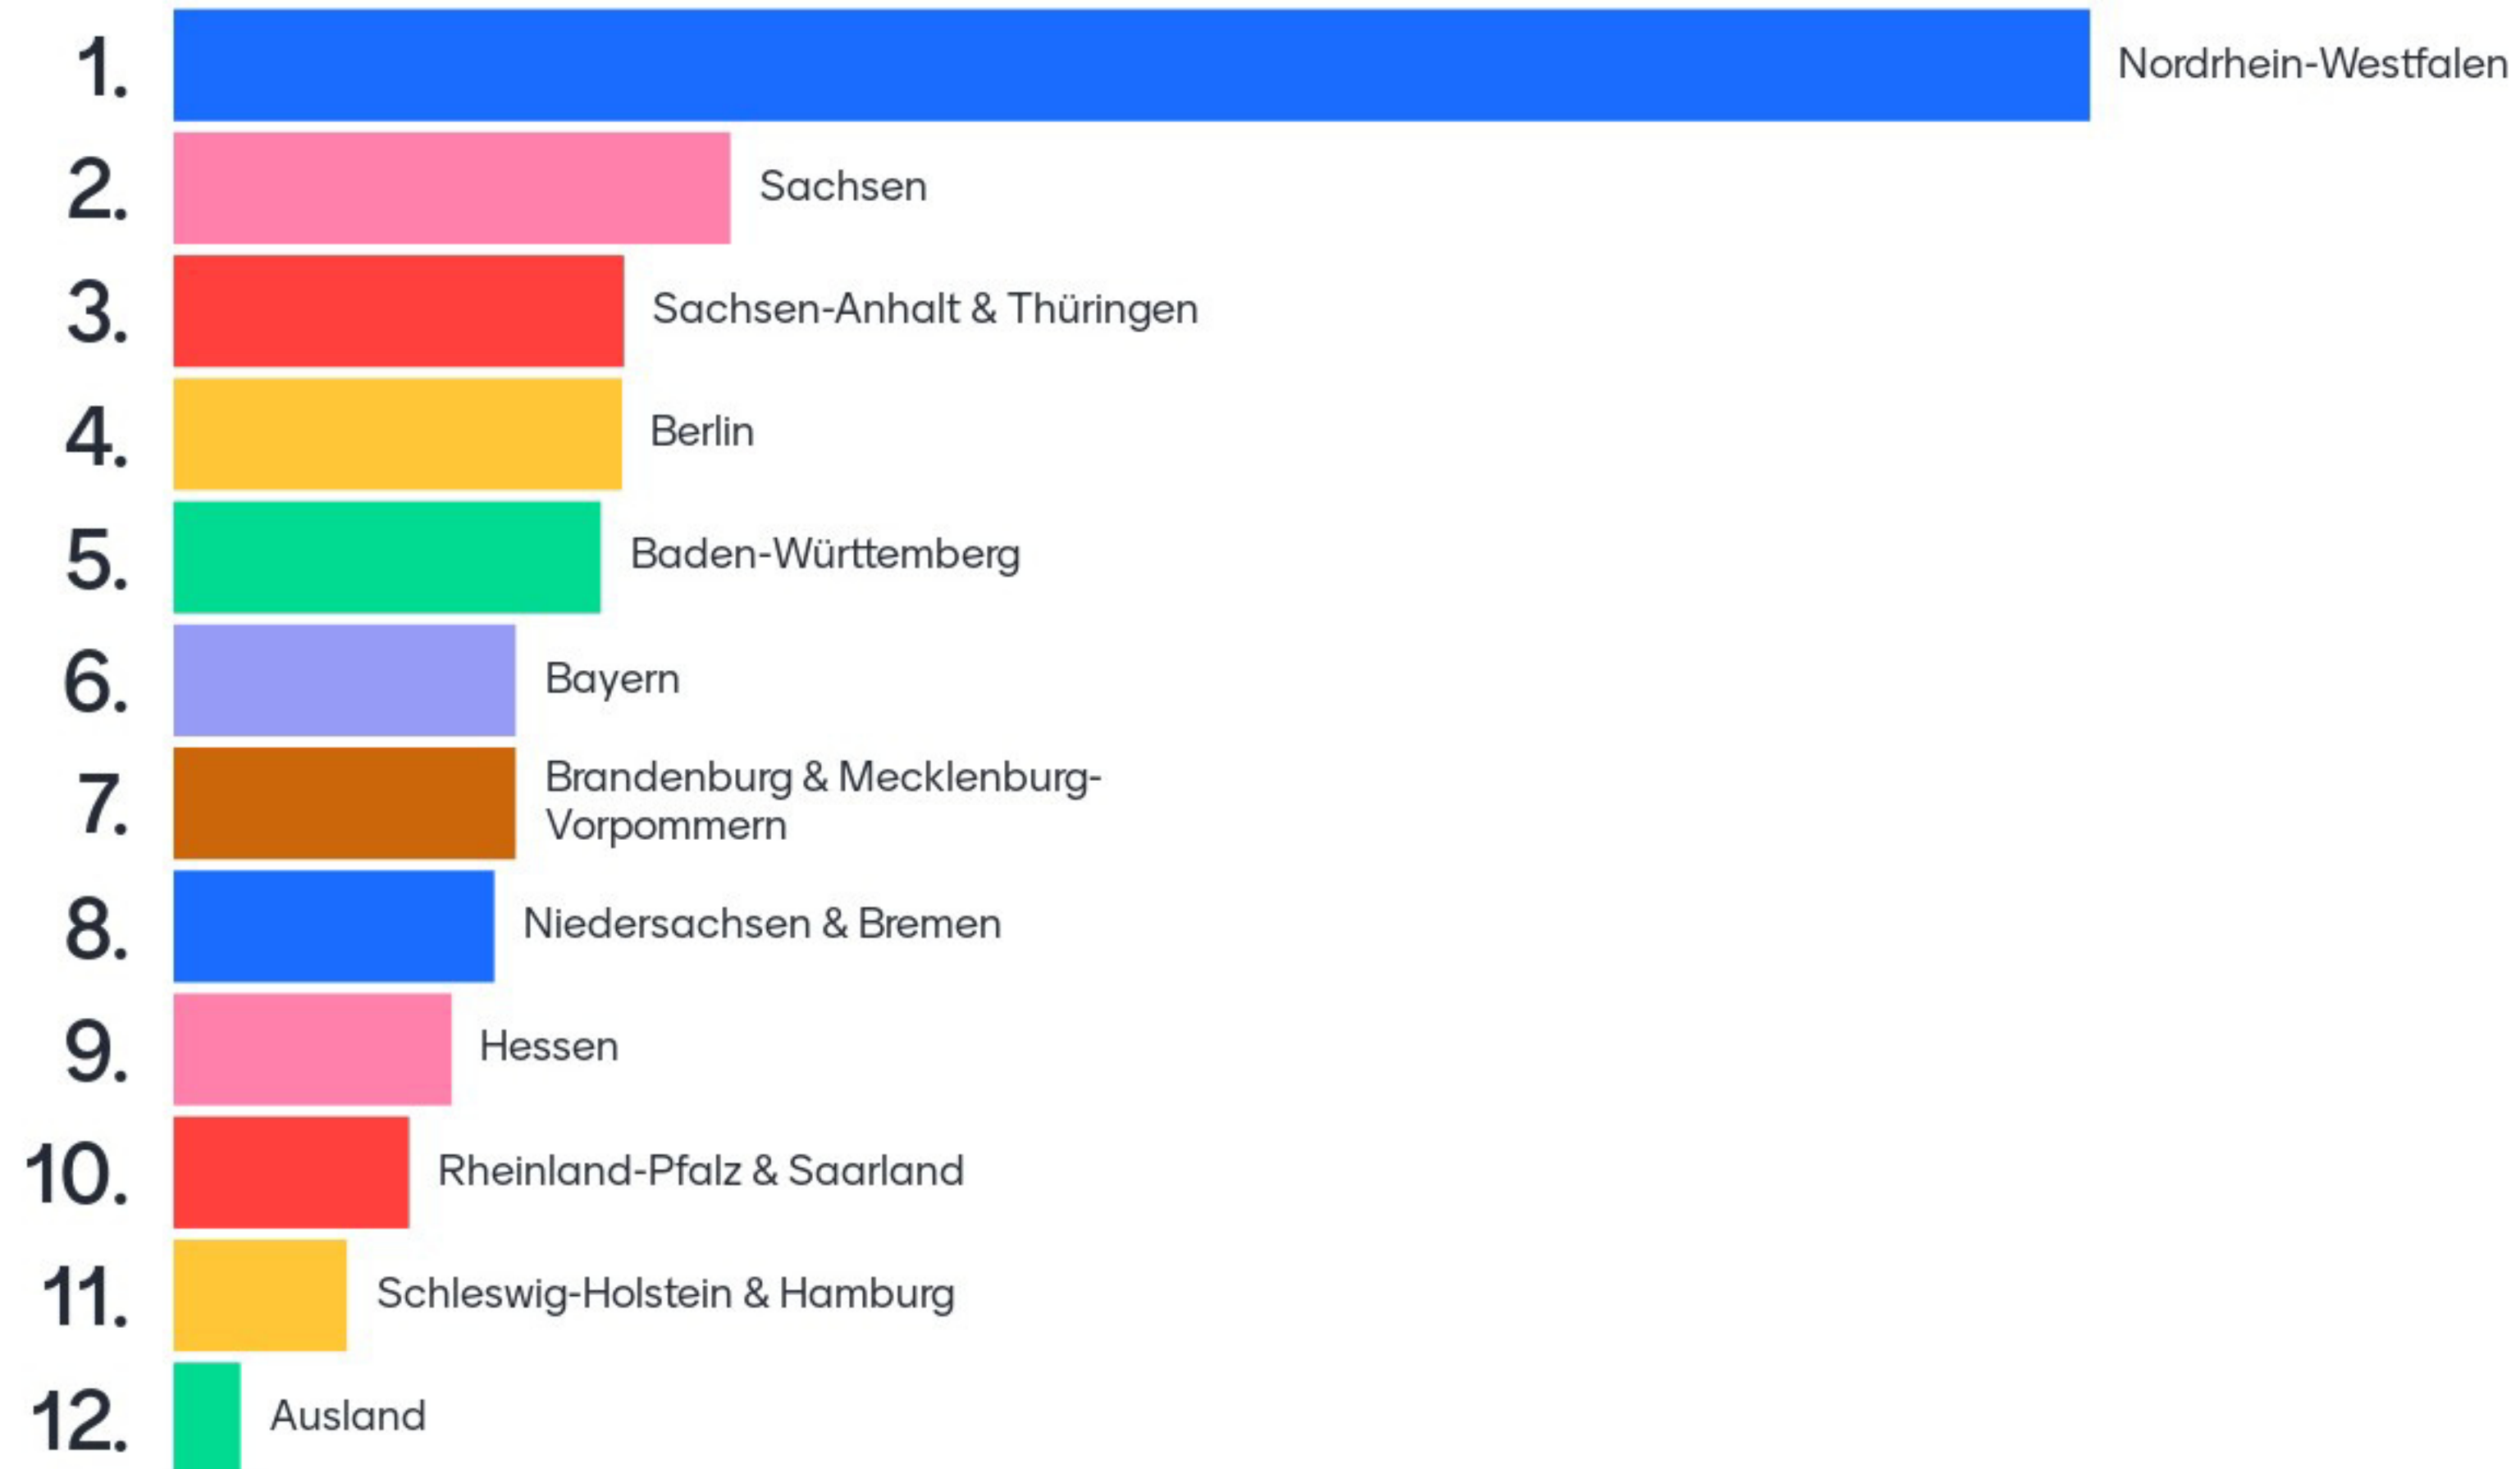 1. Nordrhein-Westfalen
2. Sachsen
3. Sachsen-Anhalt & Thüringen
4. Berlin
5. Baden-Württemberg
6. Bayern
7. Brandenburg & Mecklenburg-
Vorpommern
8. Niedersachsen & Bremen
9. Hessen
10. Rheinland-Pfalz & Saarland
11. Schleswig-Holstein & Hamburg
12. Ausland